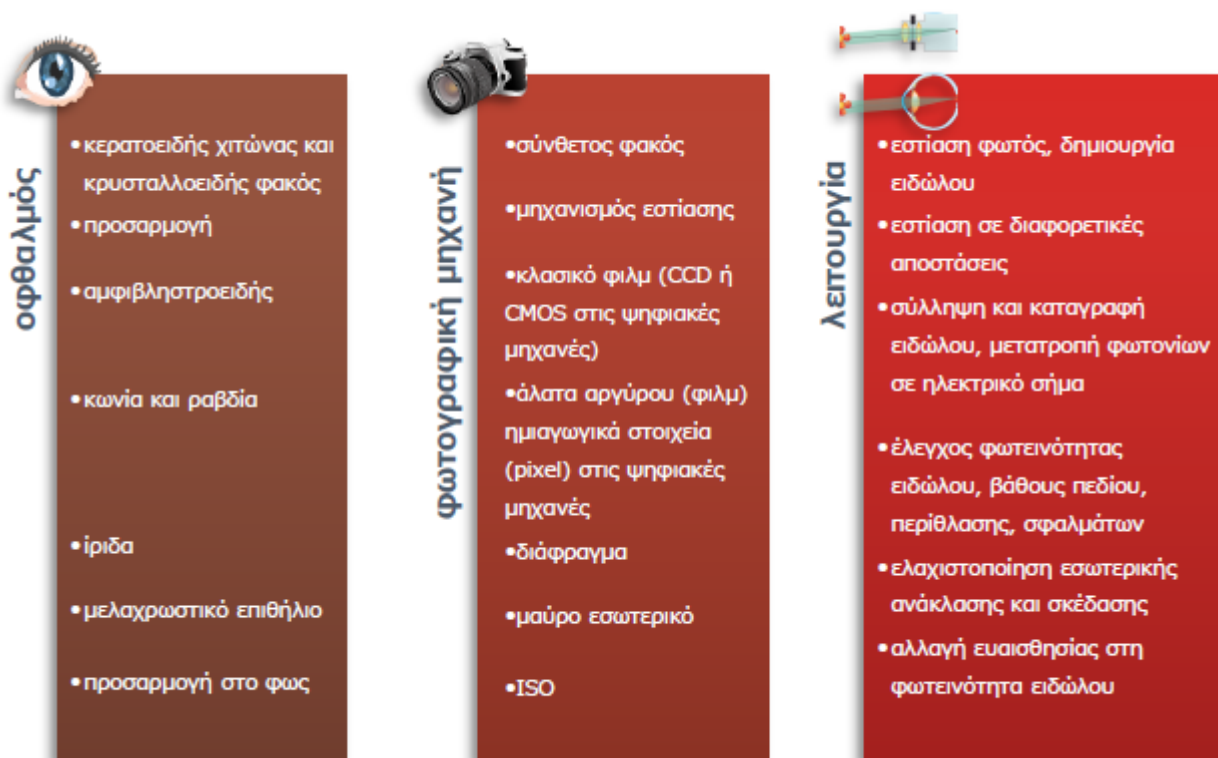 οφθαλμός
•κερατοειδής χιτώνας και
κρυσταλλοειδής φακός
•προσαρμογή
•αμφιβληστροειδής
•κωνία και ραβδία
•ίριδα
•μελαχρωστικό επιθήλιο
•προσαρμογή στο φως
φωτογραφική μηχανή
•σύνθετος φακός
•μηχανισμός εστίασης
•κλασικό φιλμ (CCD ή
CMOS στις ψηφιακές
μηχανές)
•άλατα αργύρου (φιλμ)
ημιαγωγικά στοιχεία
(pixel) στις ψηφιακές
μηχανές
•διάφραγμα
•μαύρο εσωτερικό
•ISO
λειτουργία
•εστίαση φωτός, δημιουργία
ειδώλου
•εστίαση σε διαφορετικές
αποστάσεις
•σύλληψη και καταγραφή
ειδώλου, μετατροπή φωτονίων
σε ηλεκτρικό σήμα
•έλεγχος φωτεινότητας
ειδώλου, βάθους πεδίου,
περίθλασης, σφαλμάτων
•ελαχιστοποίηση εσωτερικής
ανάκλασης και σκέδασης
•αλλαγή ευαισθησίας στη
φωτεινότητα ειδώλου